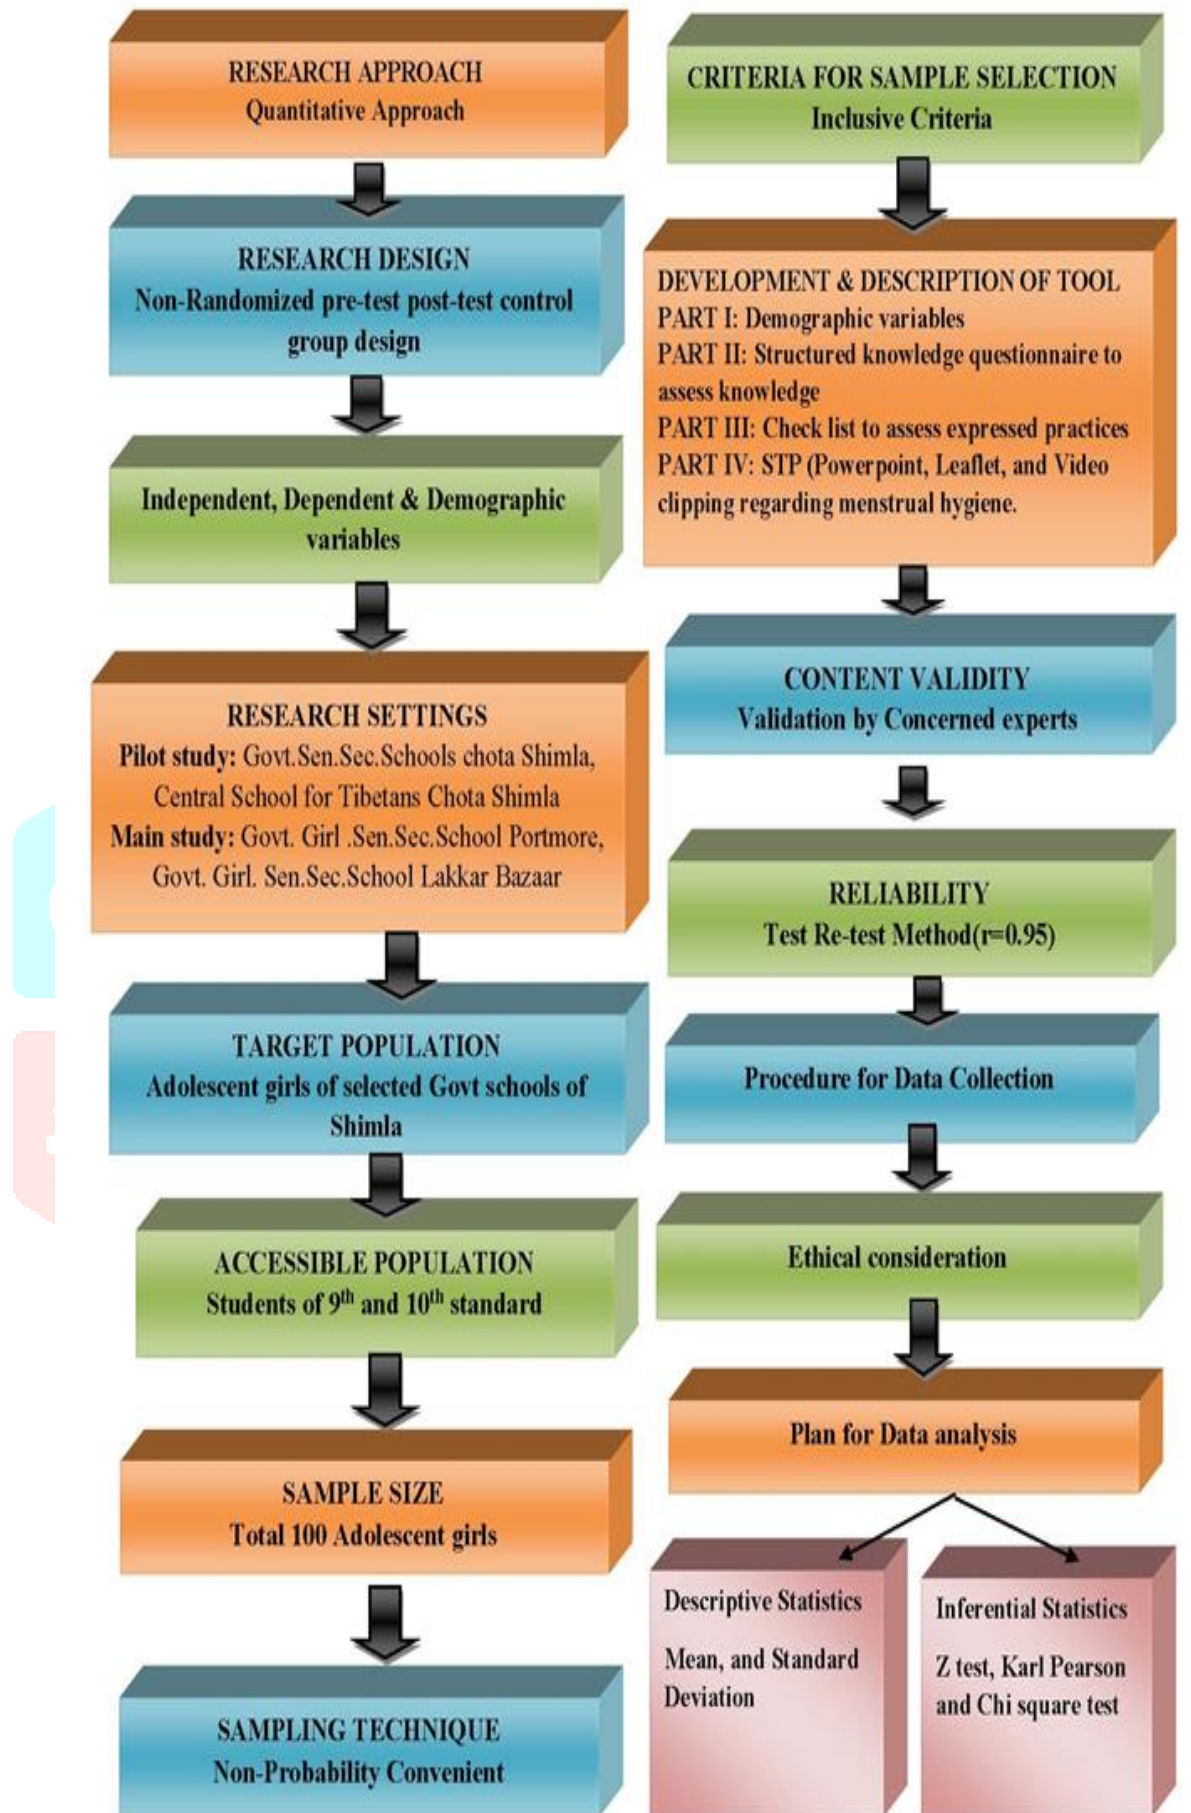 RESEARCH APPROACH
Quantitative Approach
RESEARCH DESIGN
Non-Randomized pre-test post-test control
group design
Independent, Dependent & Demographic
variables
RESEARCH SETTINGS
Pilot study: Govt.Sen.Sec.Schools chota Shimla,
Central School for Tibetans Chota Shimla
Main study: Govt. Girl .Sen.Sec.School Portmore,
Govt. Girl. Sen.Sec.School Lakkar Bazaar
TARGET POPULATION
Adolescent girls of selected Govt schools of
Shimla
ACCESSIBLE POPULATION
Students of 9th and 10th standard
SAMPLE SIZE
Total 100 Adolescent girls
SAMPLING TECHNIQUE
Non-Probability Convenient
CRITERIA FOR SAMPLE SELECTION
Inclusive Criteria
DEVELOPMENT & DESCRIPTION OF TOOL
PART I: Demographic variables
PART II: Structured knowledge questionnaire to
assess knowledge
PART III: Check list to assess expressed practices
PART IV: STP (Powerpoint, Leaflet, and Video
clipping regarding menstrual hygiene.
CONTENT VALIDITY
Validation by Concerned experts
RELIABILITY
Test Re-test Method(r=0.95)
Procedure for Data Collection
Ethical consideration
Plan for Data analysis
Descriptive Statistics
Mean, and Standard
Deviation
Inferential Statistics
Z test, Karl Pearson
and Chi square test